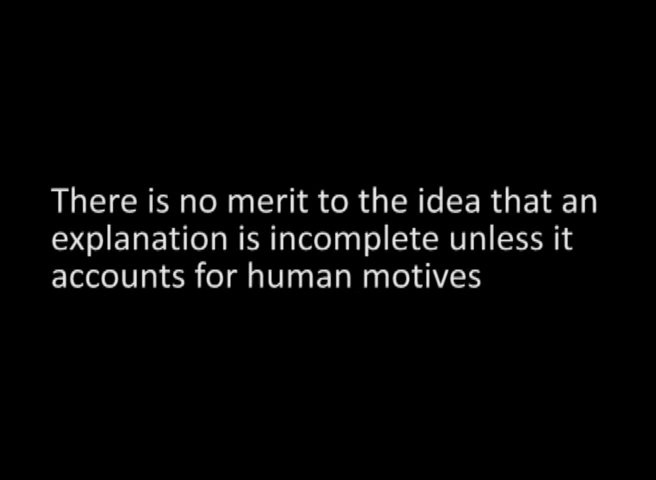 There is no merit to the idea that an
explanation is incomplete unless it
accounts for human motives